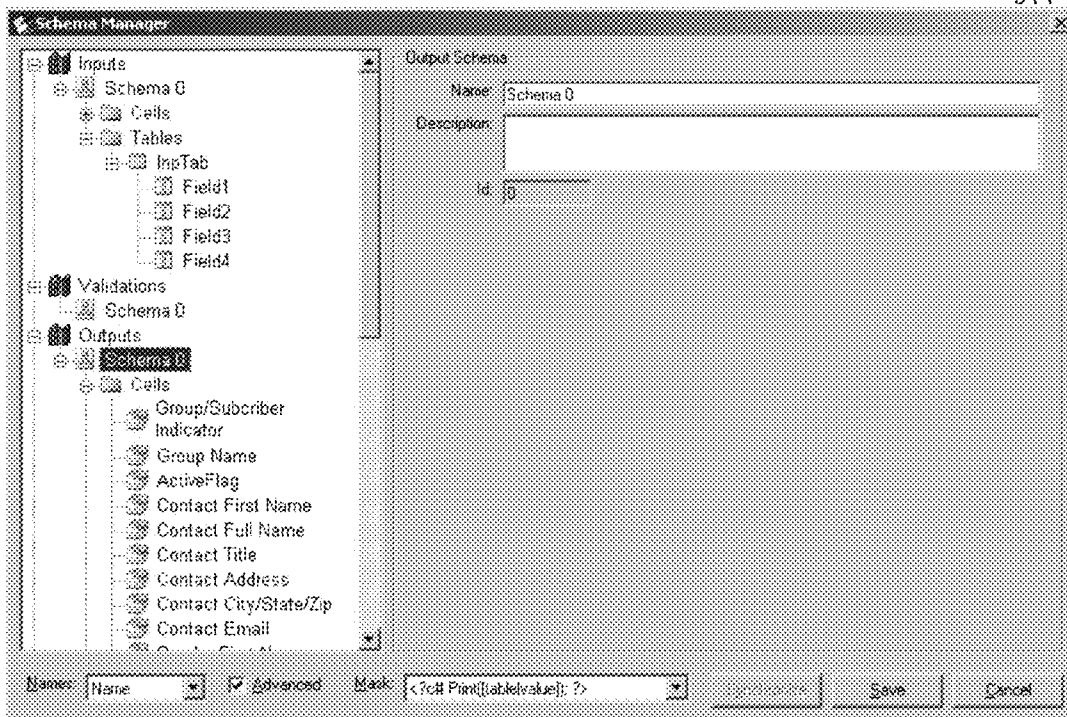 Schema Manager
Inputs
Schema 0
Cells
Tables
InpTab
Field1
Field2
Field3
Field4
Validations
Schema 0
Outputs
Schema 0
Cells
Group/Subcriber
Indicator
Group Name
ActiveFlag
Contact First Name
Contact Full Name
Contact Title
Contact Address
Contact City/State/Zip
Contact Email
Output Schema
Name: Schema 0
Description:
Id: 0
Names: Name
Advanced
Mask: <?c# Print([table|value]); ?>
Save
Cancel